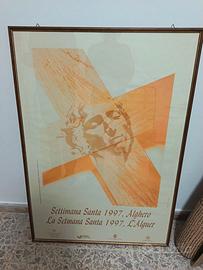 Settimana Santa 1997, Alghero
La Setmana Santa 1997, L'Alguer